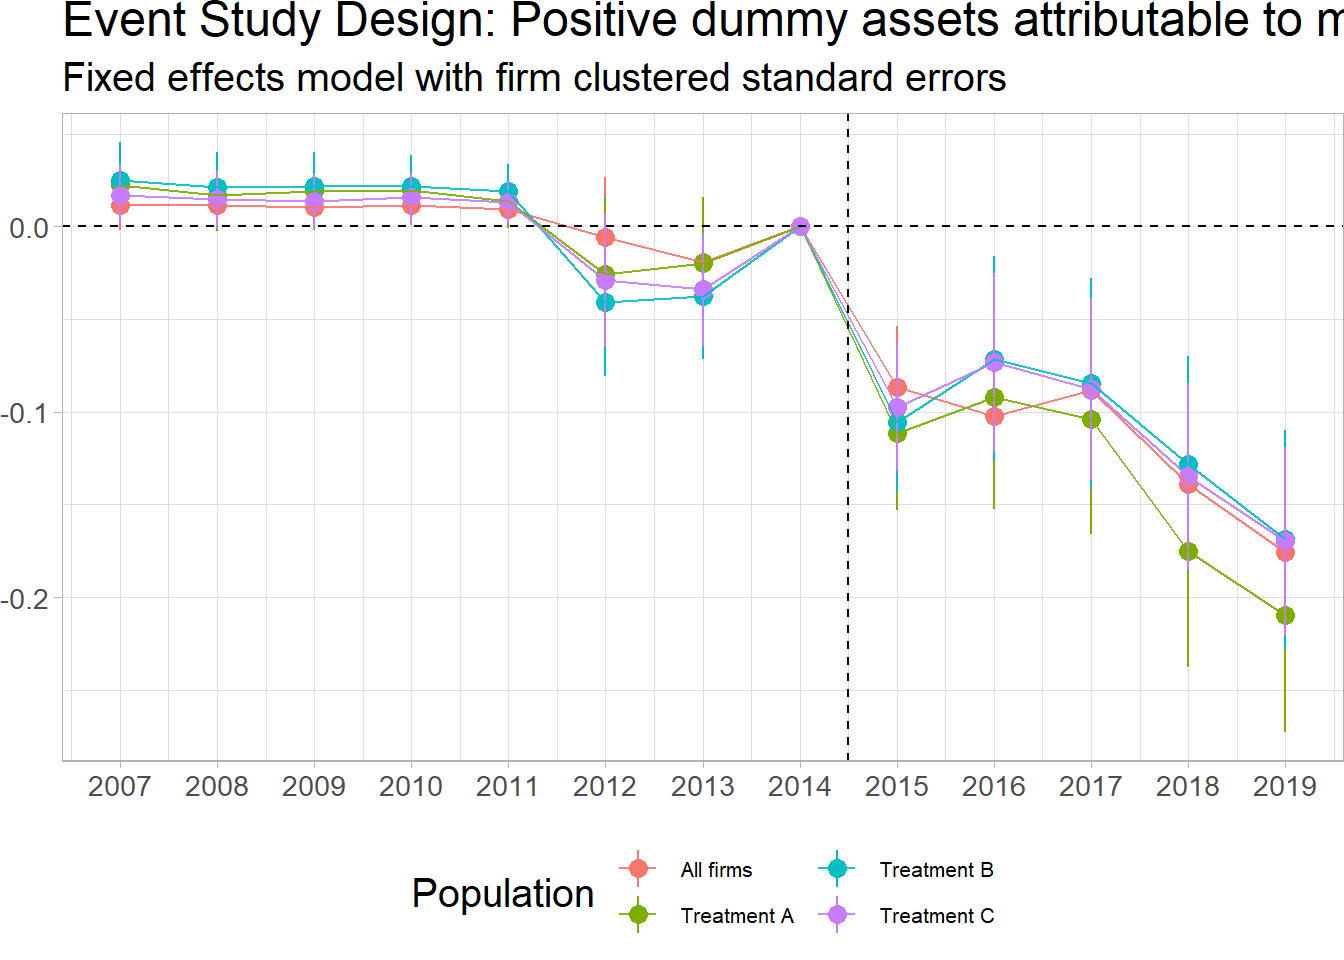 Event Study Design: Positive dummy assets attributable to
Fixed effects model with firm clustered standard errors
0.0
-0.1
-0.2
2007 2008 2009 2010 2011 2012 2013 2014 2015 2016 2017 2018 2019
Population
All firms
Treatment B
Treatment A
Treatment C